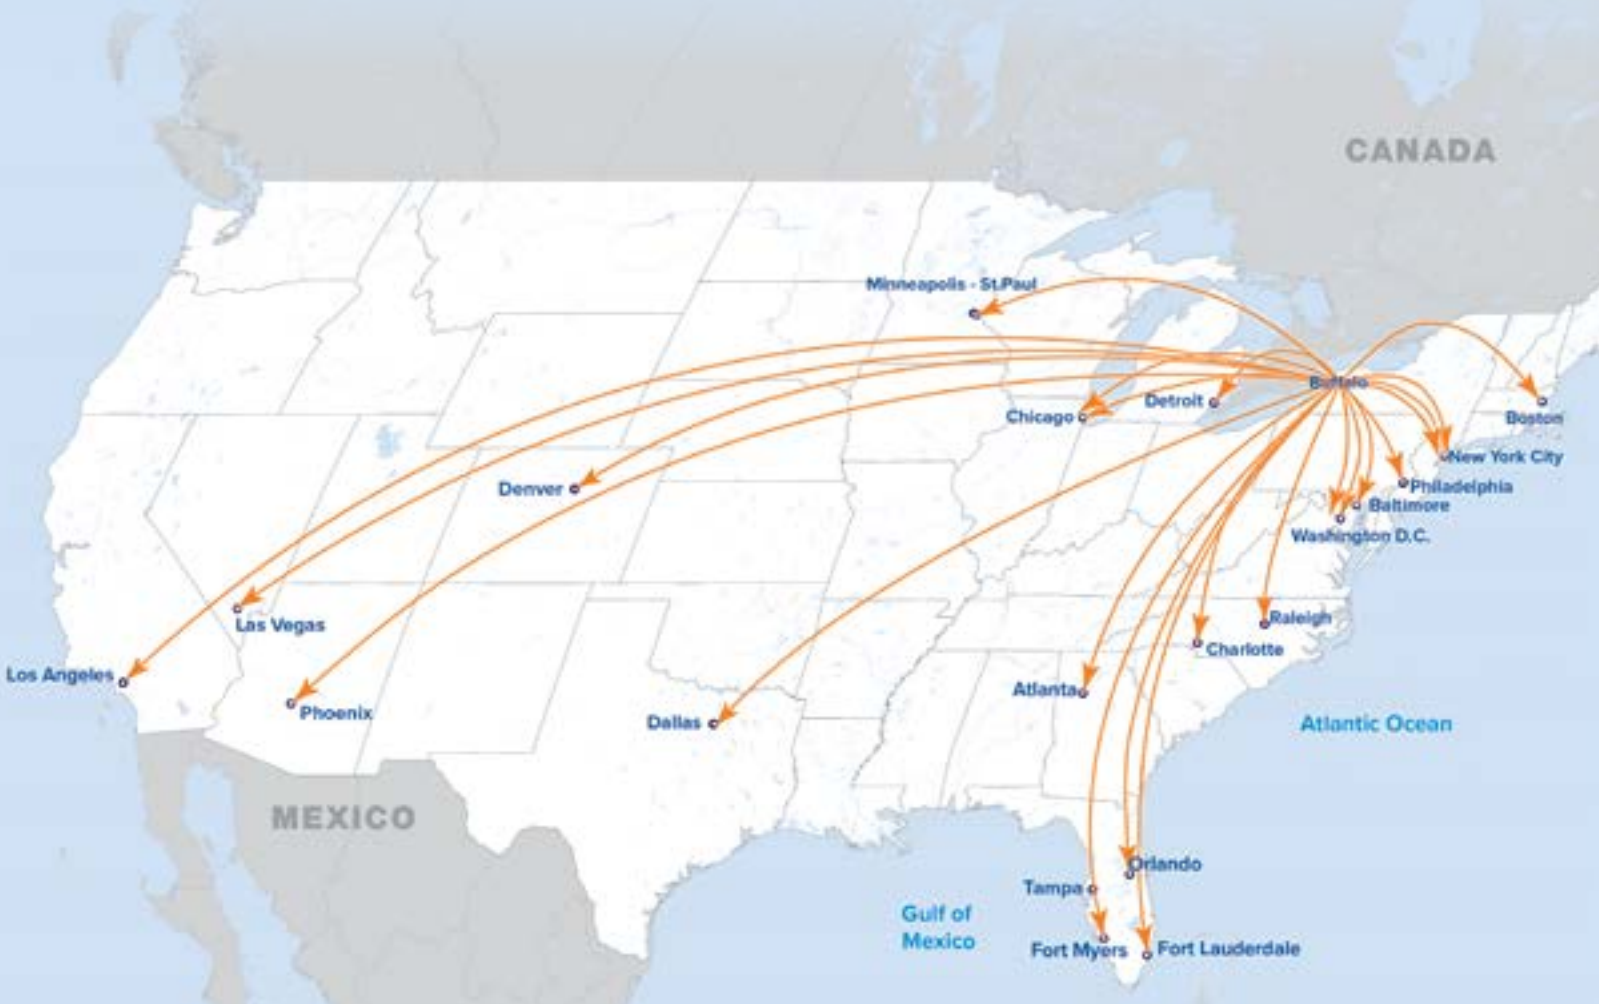 CANADA
Minneapolis - St.Paul
Buffalo
Detroit
Chicago
Boston
New York City
Denver
Philadelphia
Baltimore
Washington D.C.
Las Vegas
Raleigh
Charlotte
Los Angeles
Atlanta
Phoenix
Dallas
Atlantic Ocean
MEXICO
Orlando
Tampa
Gulf of
Mexico
Fort Myers
Fort Lauderdale